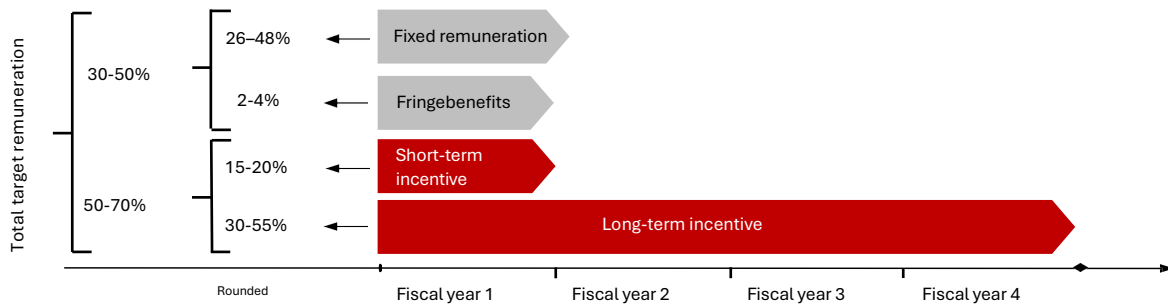 Total target remuneration
30-50%
26–48%
Fixed remuneration
2-4%
Fringebenefits
50-70%
15-20%
Short-term
incentive
30-55%
Long-term incentive
Rounded
Fiscal year 1
Fiscal year 2
Fiscal year 3
Fiscal year 4